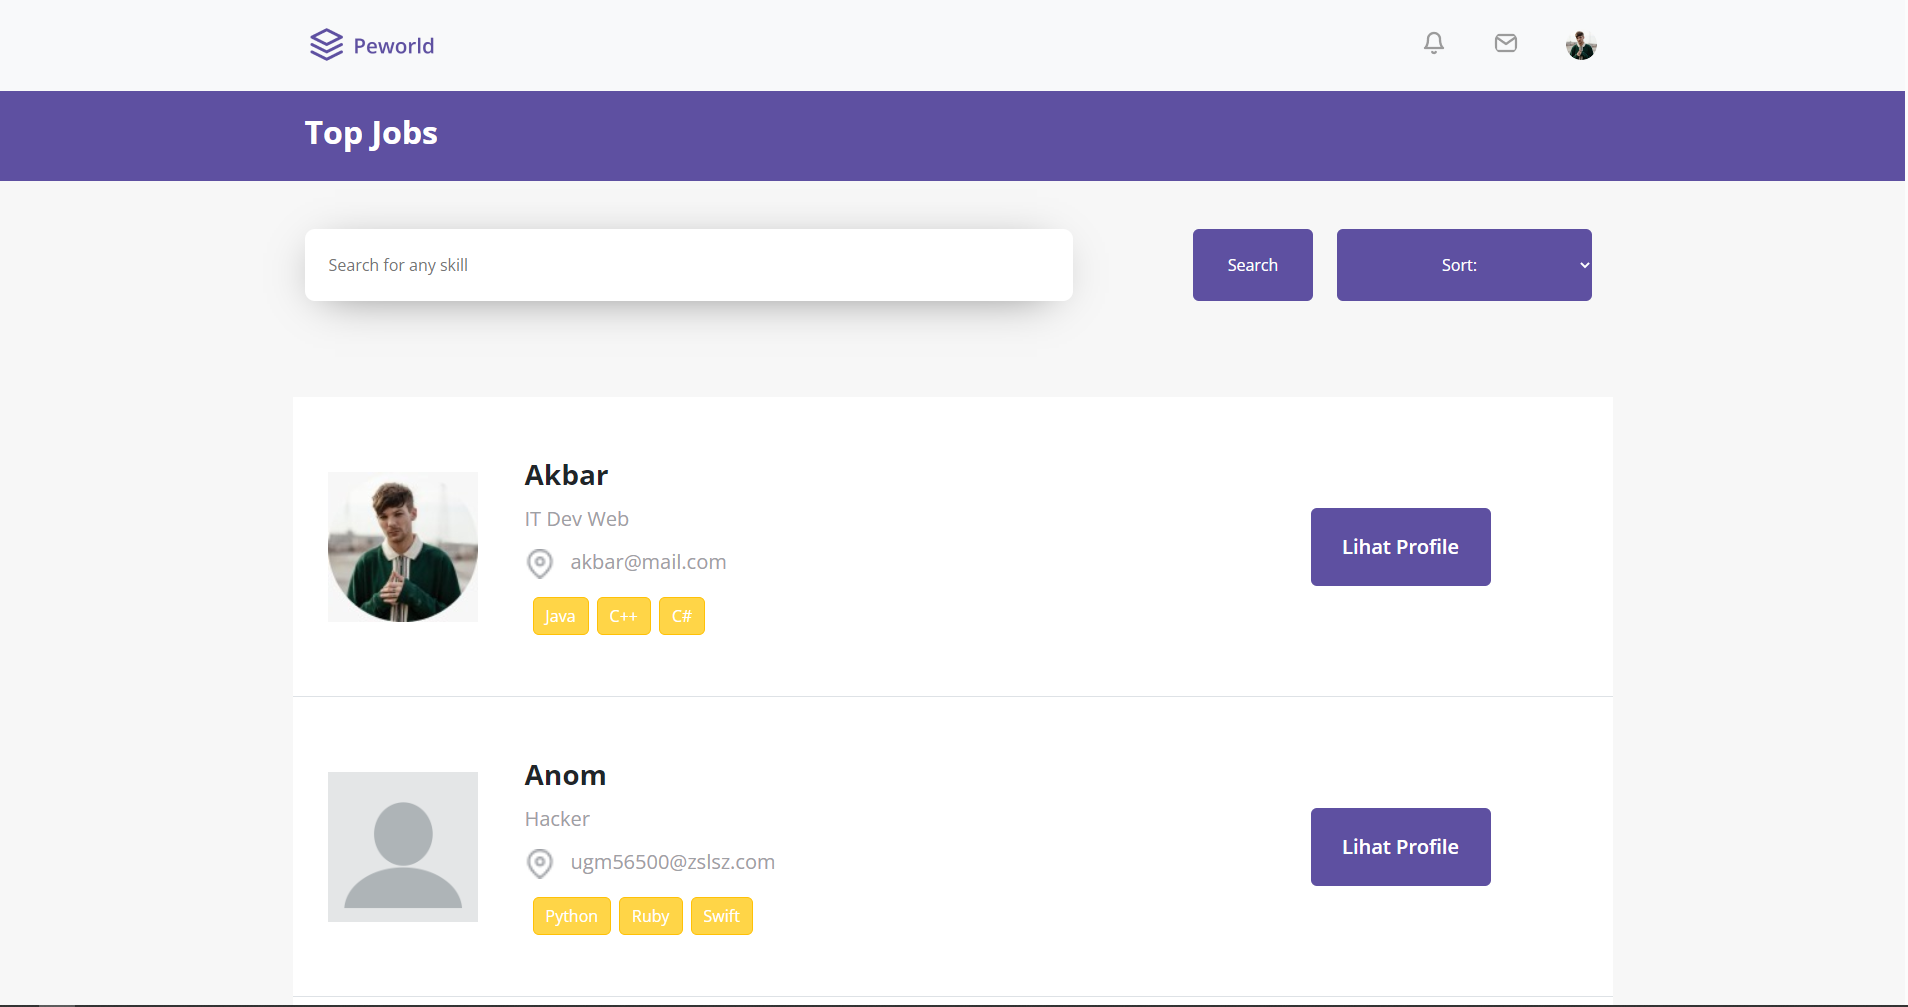 Peworld
Top Jobs
Search for any skill
Search
Sort:
Akbar
IT Dev Web
akbar@mail.com
Java C++ C#
Lihat Profile
Anom
Hacker
ugm56500@zslsz.com
Python Ruby Swift
Lihat Profile